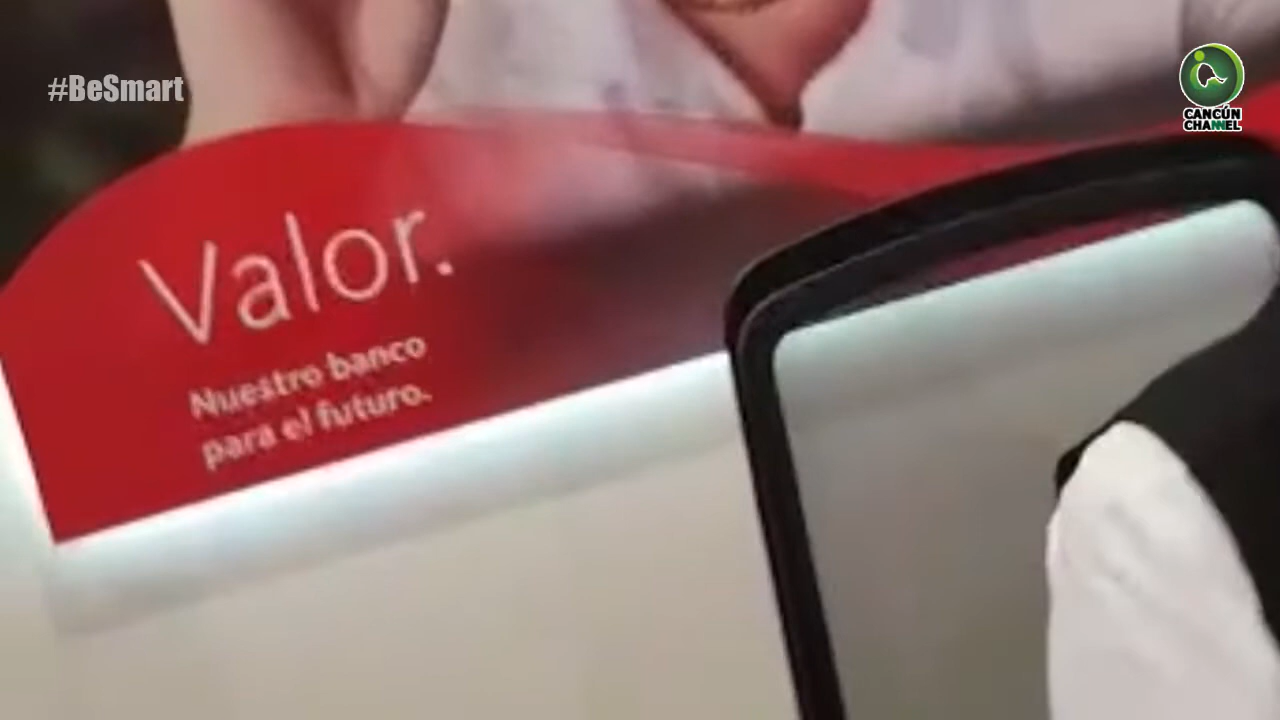 #BeSmart
CANCÚN
CHANNEL
Valor.
Nuestro banco
para el futuro.